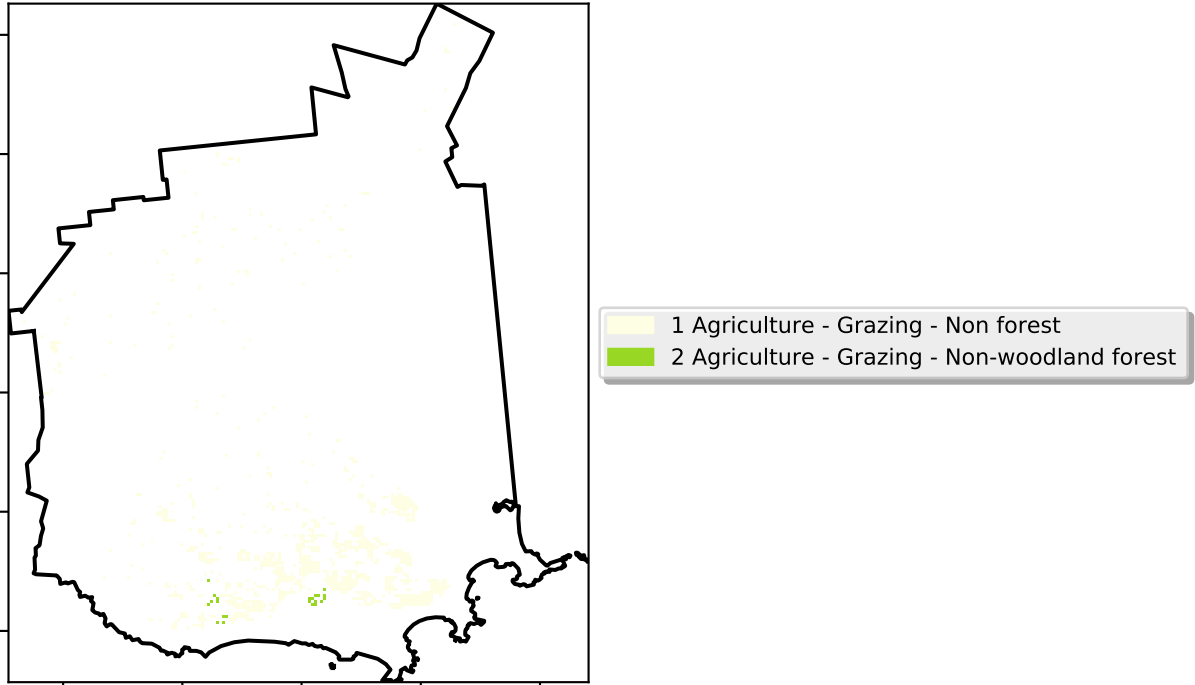 1 Agriculture - Grazing - Non forest
2 Agriculture - Grazing - Non-woodland forest